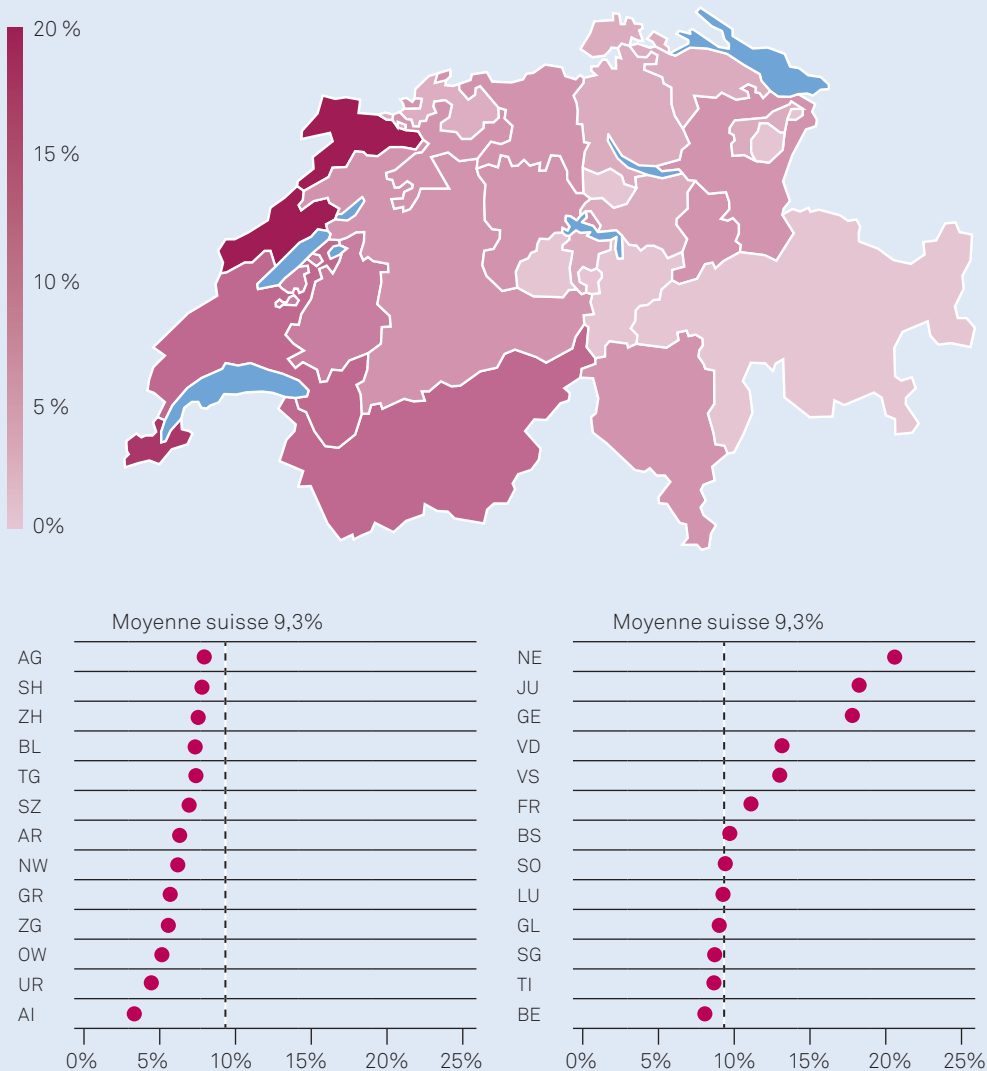 20 %
15 %
10 %
5 %
0%
Moyenne suisse 9,3%
AG
SH
ZH
BL
TG
SZ
AR
NW
GR
ZG
OW
UR
AI
0% 5% 10% 15% 20% 25%
Moyenne suisse 9,3%
NE
JU
GE
VD
VS
FR
BS
SO
LU
GL
SG
TI
BE
0% 5% 10% 15% 20% 25%